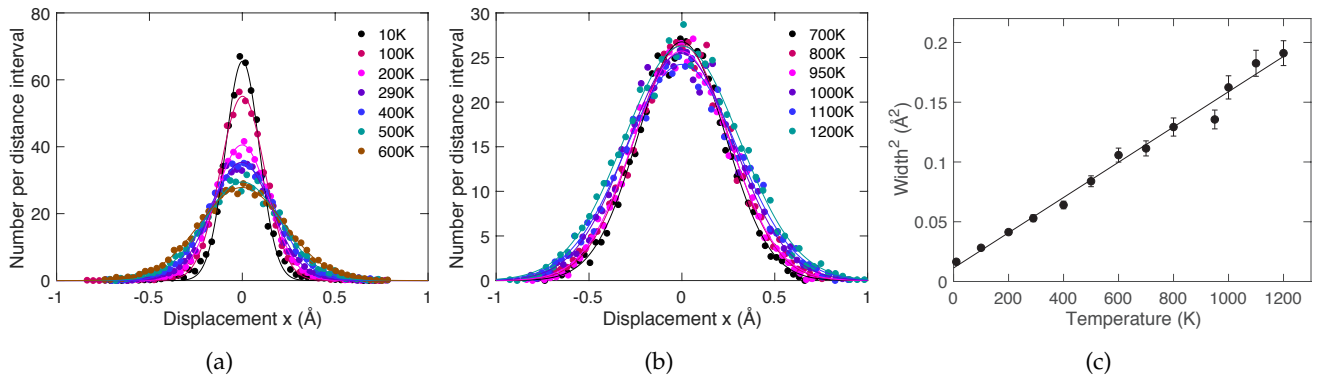 Number per distance interval
80
60
40
20
0
-1
-0.5
0
0.5
1
Displacement x (Å)
10K
100K
200K
290K
400K
500K
600K
(a)
Number per distance interval
30
25
20
15
10
5
0
-1
-0.5
0
0.5
1
Displacement x (Å)
700K
800K
950K
1000K
1100K
1200K
(b)
Width² (Å²)
0.2
0.15
0.1
0.05
0
0
200
400
600
800
1000
1200
Temperature (K)
(c)